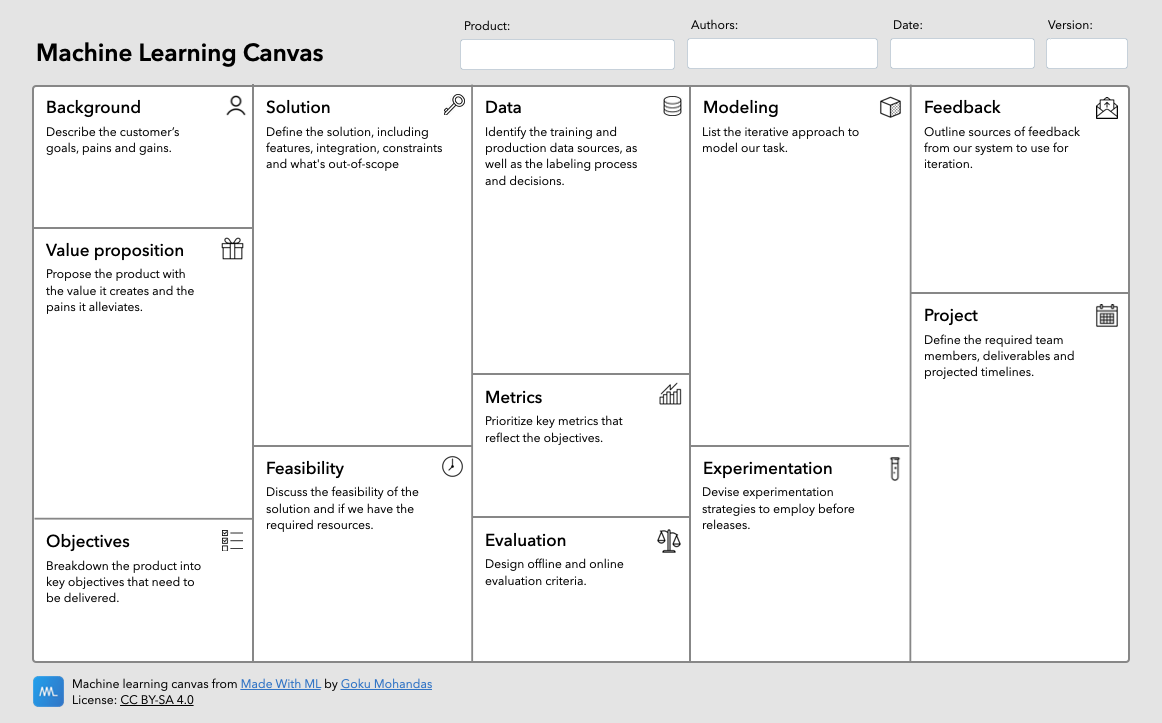 Machine Learning Canvas
Product:
Authors:
Date:
Version:
Background
Describe the customer's
goals, pains and gains.
Value proposition
Propose the product with
the value it creates and the
pains it alleviates.
Objectives
Breakdown the product into
key objectives that need to
be delivered.
Solution
Define the solution, including
features, integration, constraints
and what's out-of-scope
Feasibility
Discuss the feasibility of the
solution and if we have the
required resources.
Data
Identify the training and
production data sources, as
well as the labeling process
and decisions.
Metrics
Prioritize key metrics that
reflect the objectives.
Evaluation
Design offline and online
evaluation criteria.
Modeling
List the iterative approach to
model our task.
Experimentation
Devise experimentation
strategies to employ before
releases.
Feedback
Outline sources of feedback
from our system to use for
iteration.
Project
Define the required team
members, deliverables and
projected timelines.
ML
Machine learning canvas from Made With ML by Goku Mohandas
License: CC BY-SA 4.0